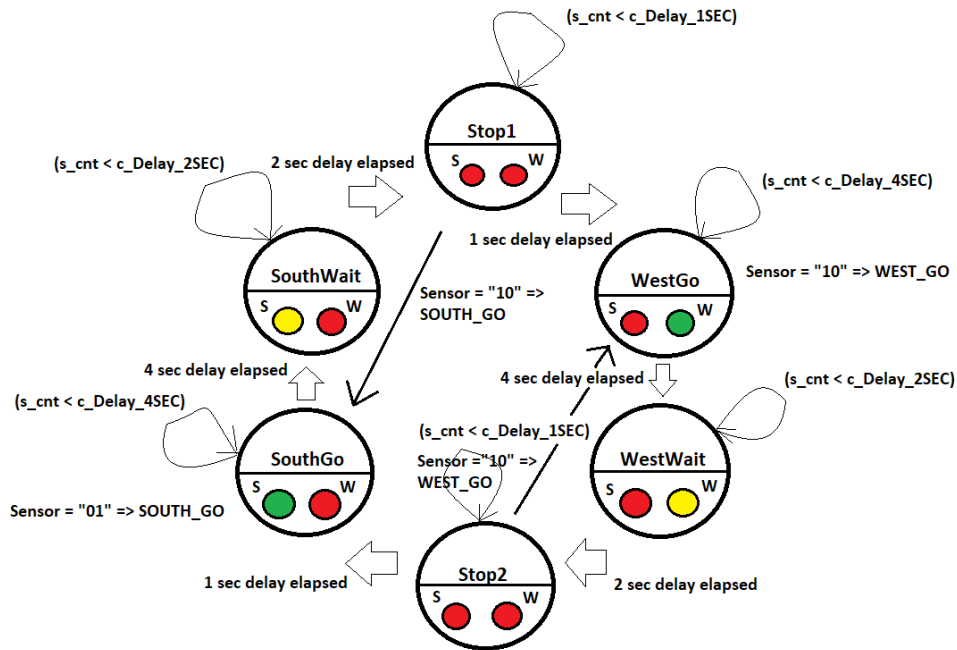 (s_cnt < c_Delay_1SEC)
Stop1
S W
(s_cnt < c_Delay_2SEC)
2 sec delay elapsed
(s_cnt < c_Delay_4SEC)
1 sec delay elapsed
SouthWait
S W
Sensor = "10" =>
SOUTH_GO
WestGo
S W
Sensor = "10" => WEST_GO
4 sec delay elapsed
4 sec delay elapsed
(s_cnt < c_Delay_4SEC)
(s_cnt < c_Delay_2SEC)
SouthGo
S W
Sensor = "01" => SOUTH_GO
(s_cnt < c_Delay_1SEC)
Sensor = "10" =>
WEST_GO
WestWait
S W
1 sec delay elapsed
Stop2
S W
2 sec delay elapsed